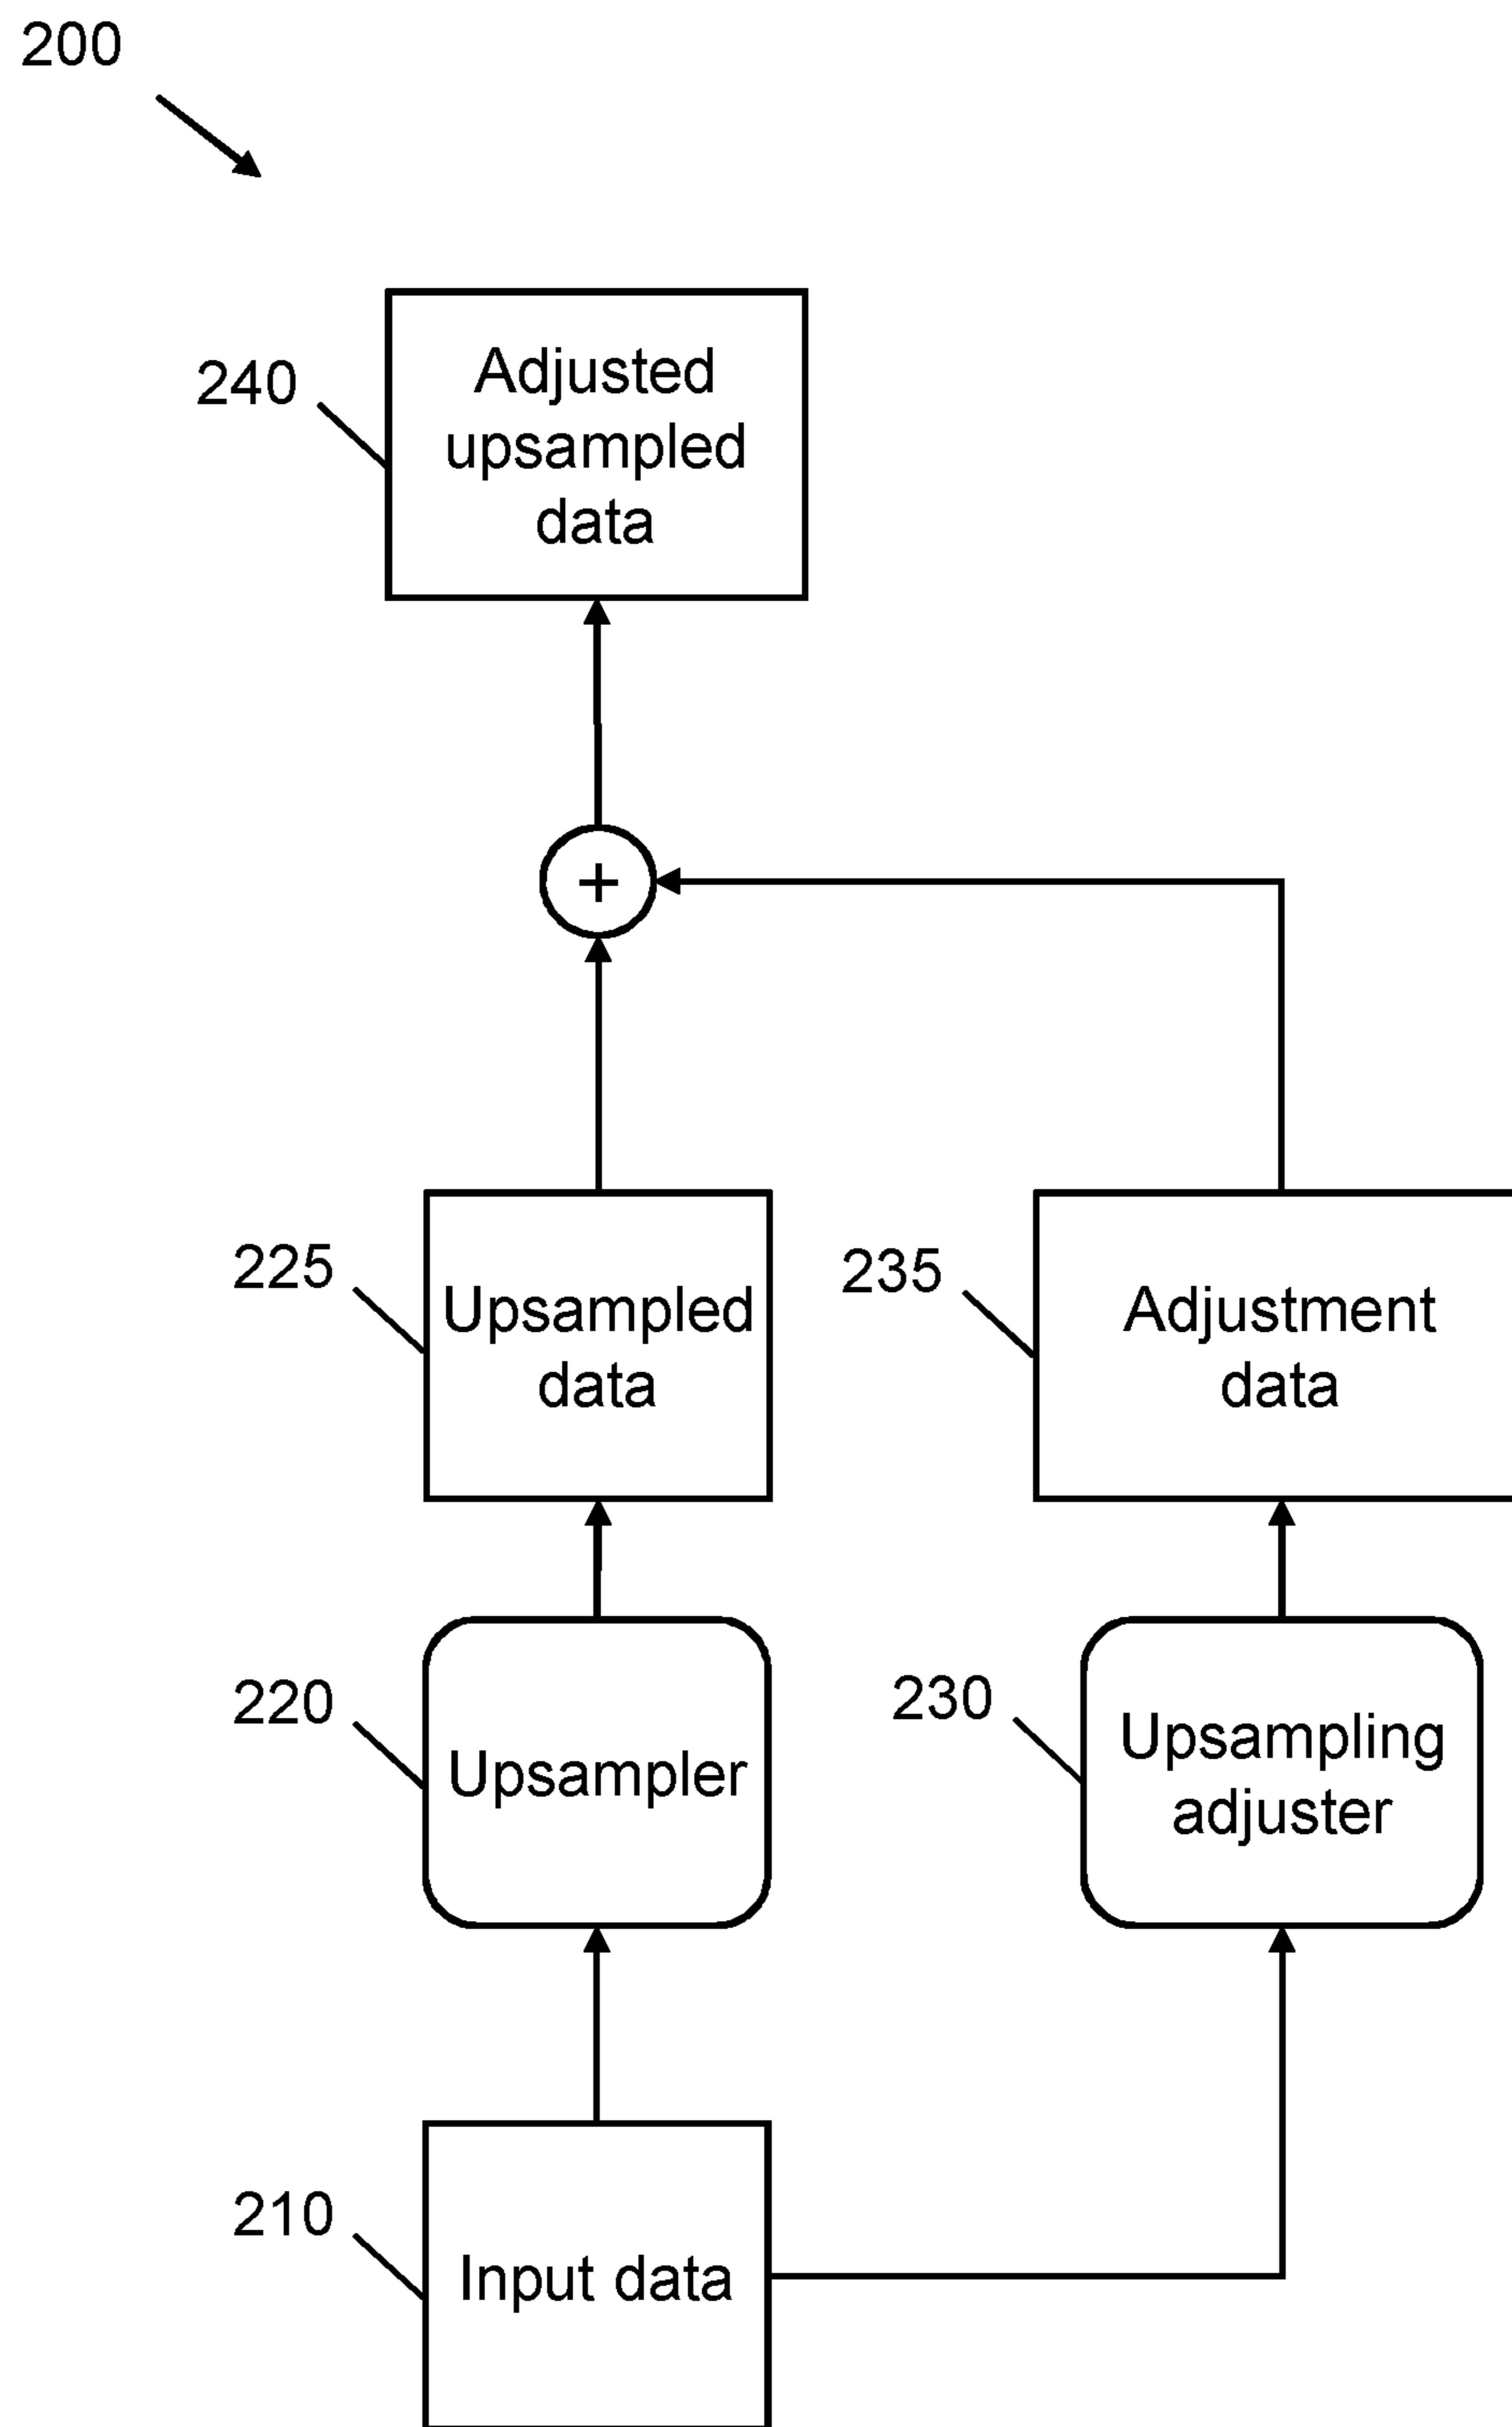 200
240
Adjusted
upsampled
data
+
225
Upsampled
data
235
Adjustment
data
220
Upsampler
230
Upsampling
adjuster
210
Input data